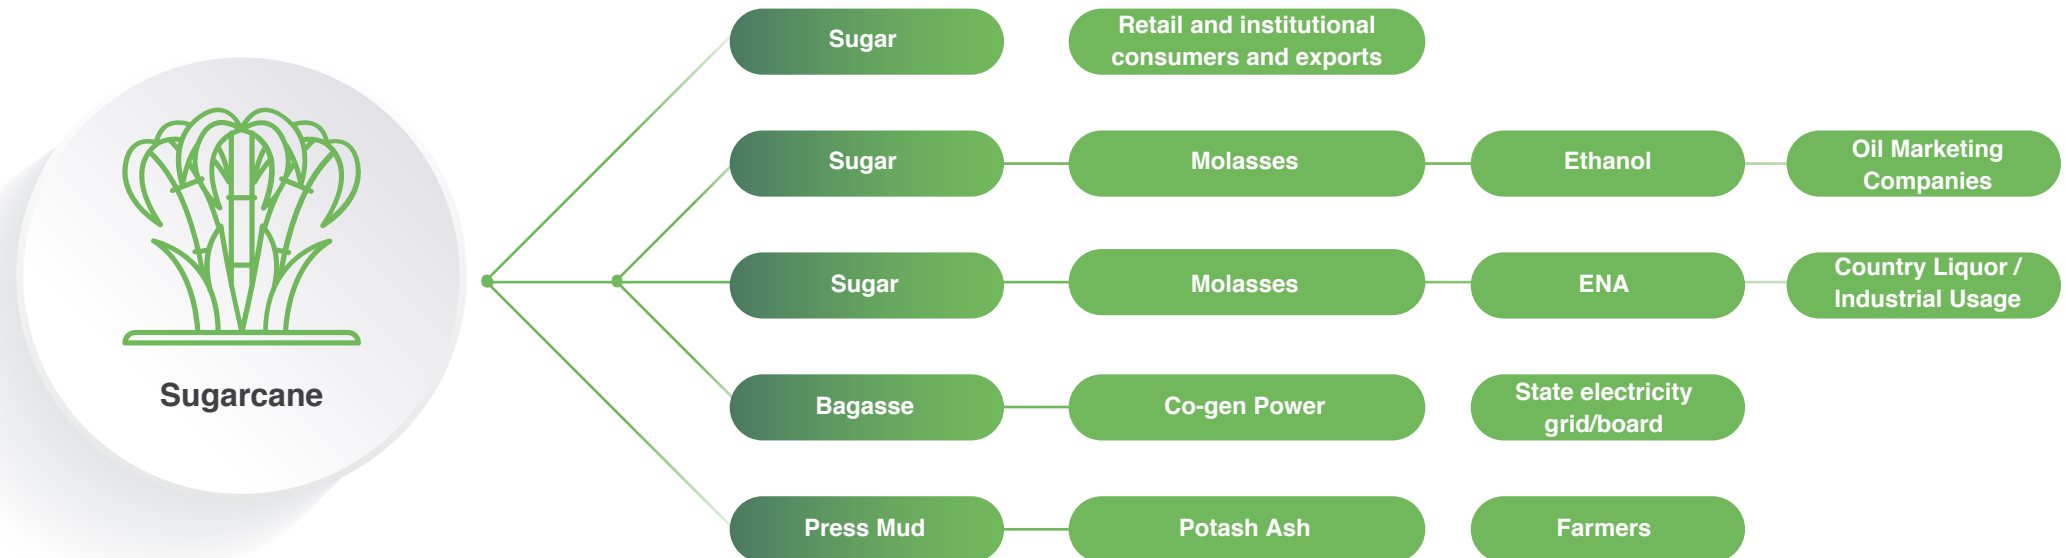 Sugarcane
Sugar
Retail and institutional
consumers and exports
Sugar
Molasses
Ethanol
Oil Marketing
Companies
Sugar
Molasses
ENA
Country Liquor /
Industrial Usage
Bagasse
Co-gen Power
State electricity
grid/board
Press Mud
Potash Ash
Farmers